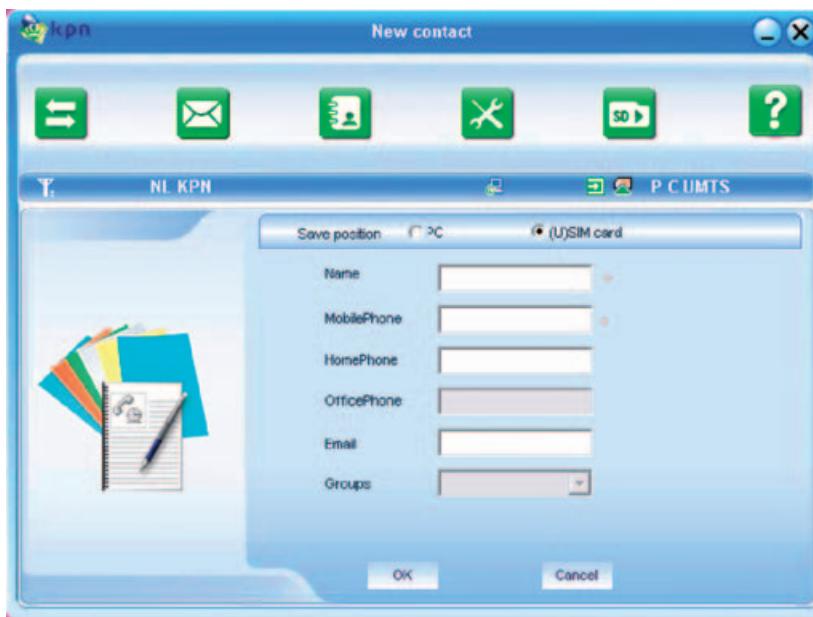 kpn
New contact
SD
?
NL KPN
P C UMTS
Save position PC (U)SIM card
Name
MobilePhone
HomePhone
OfficePhone
Email
Groups
OK
Cancel